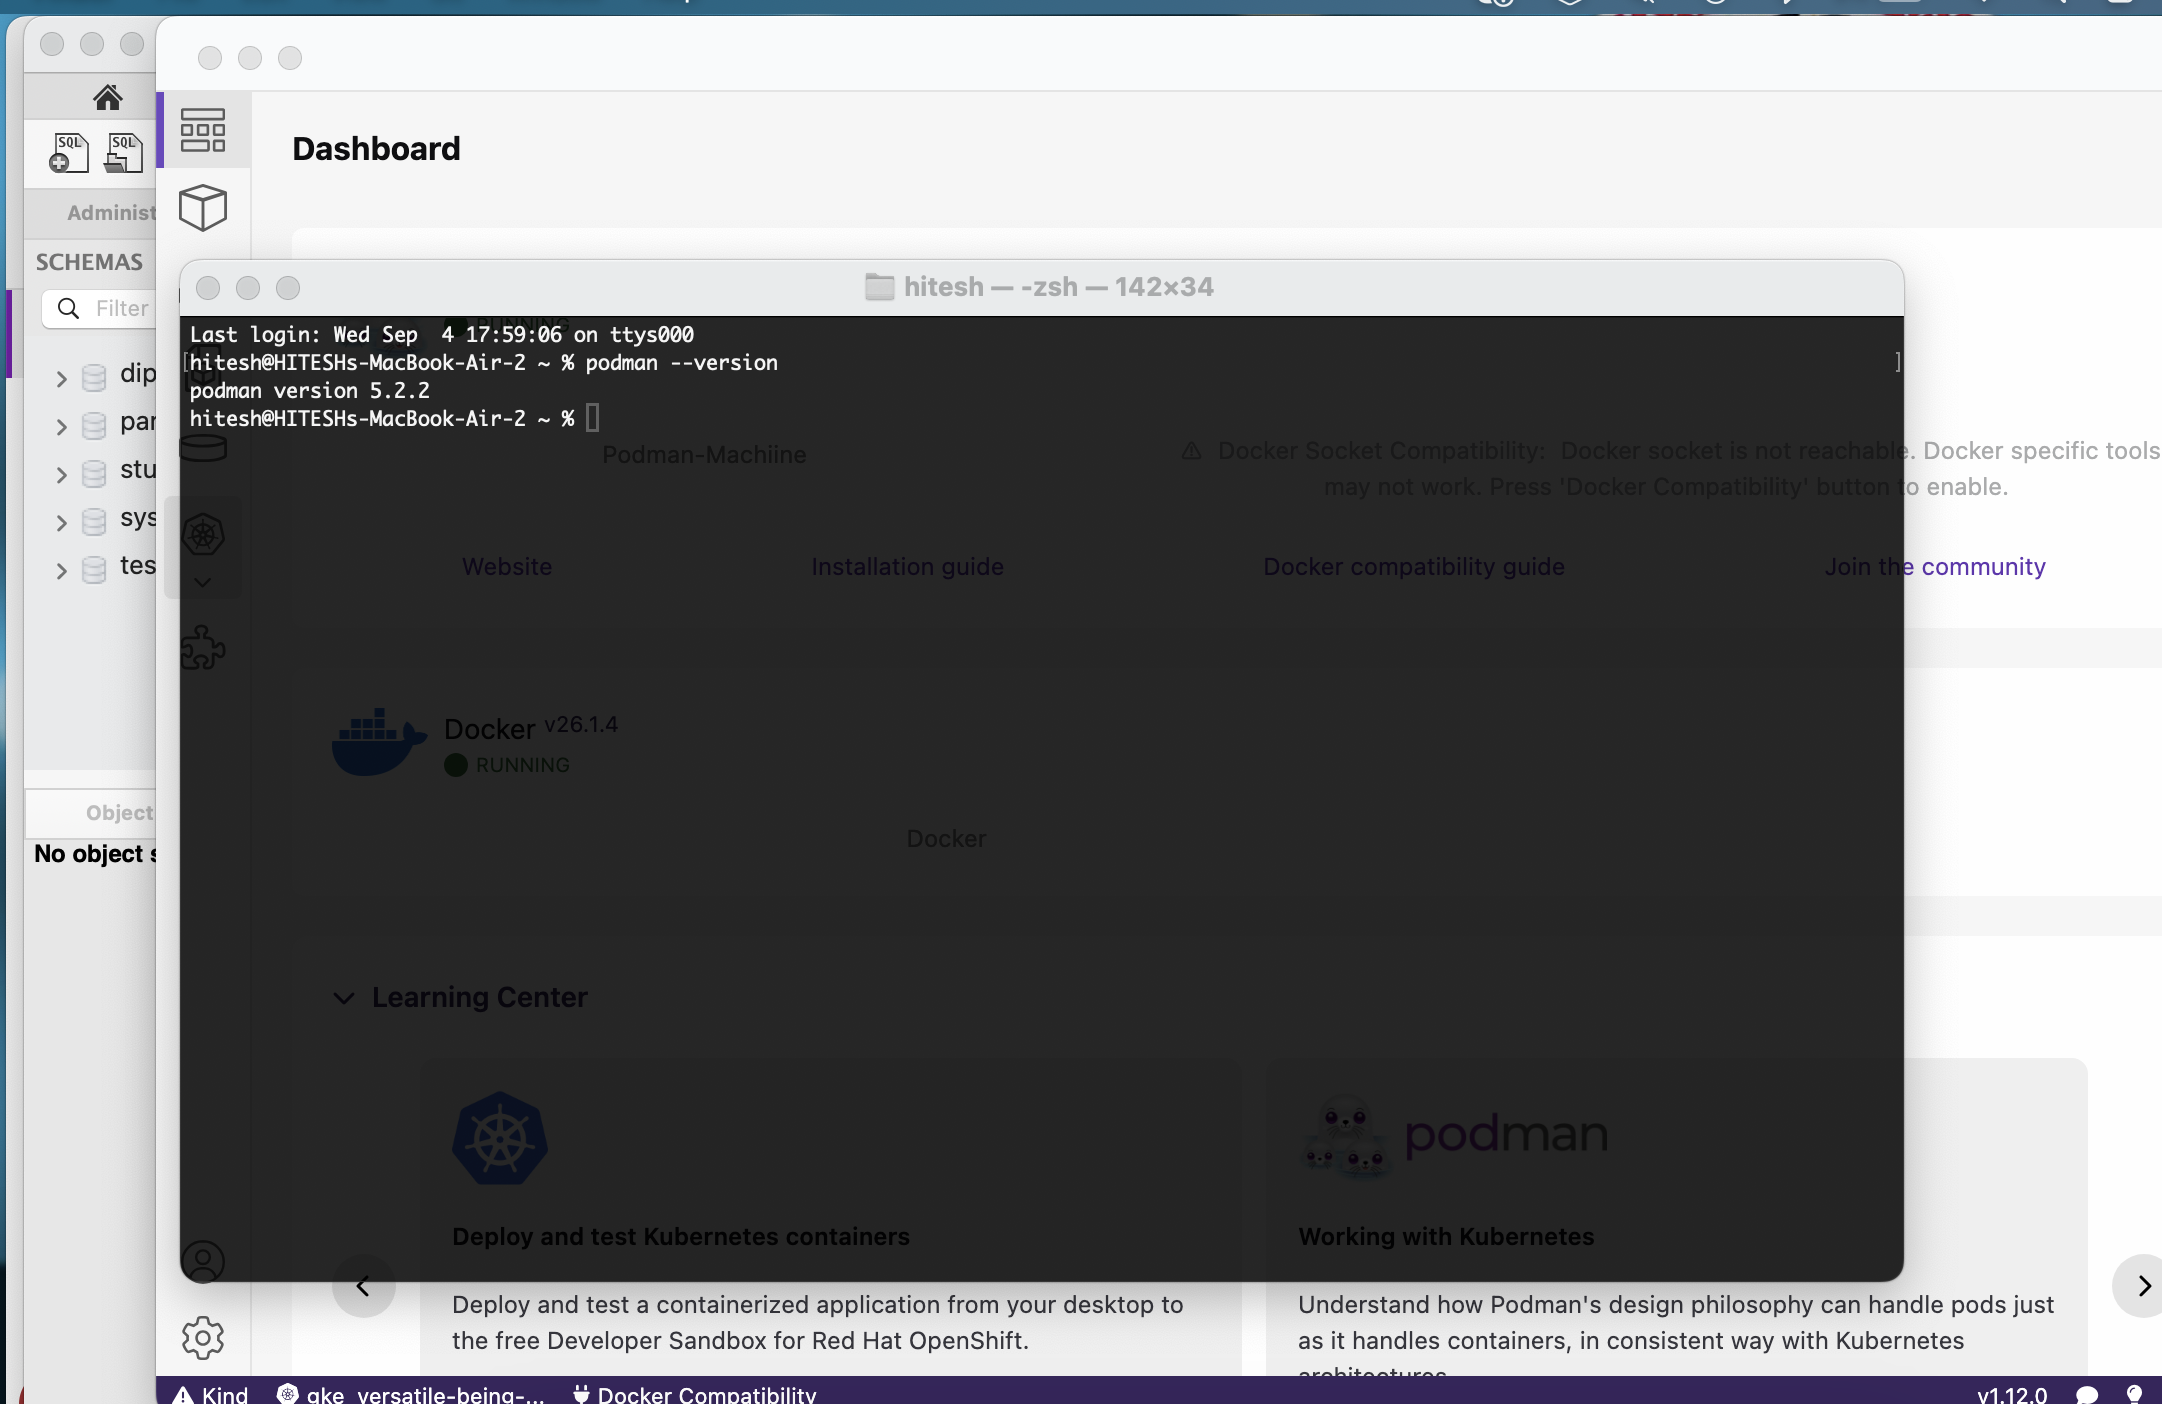 SQL
SQL
Administ
SCHEMAS
Filter
dip
par
stu
sys
tes
Object
No object s
Dashboard
hitesh — -zsh — 142×34
RUNNING
Last login: Wed Sep  4 17:59:06 on ttys000
hitesh@HITESHs-MacBook-Air-2 ~ % podman --version
podman version 5.2.2
hitesh@HITESHs-MacBook-Air-2 ~ %
Podman-Machiine
Docker Socket Compatibility: Docker socket is not reachable. Docker specific tools
may not work. Press 'Docker Compatibility' button to enable.
Website
Installation guide
Docker compatibility guide
Join the community
Docker v26.1.4
RUNNING
Docker
Learning Center
podman
Deploy and test Kubernetes containers
Working with Kubernetes
Deploy and test a containerized application from your desktop to
the free Developer Sandbox for Red Hat OpenShift.
Understand how Podman's design philosophy can handle pods just
as it handles containers, in consistent way with Kubernetes
architectures
Kind
gke_versatile-being-...
Docker Compatibility
v1.12.0